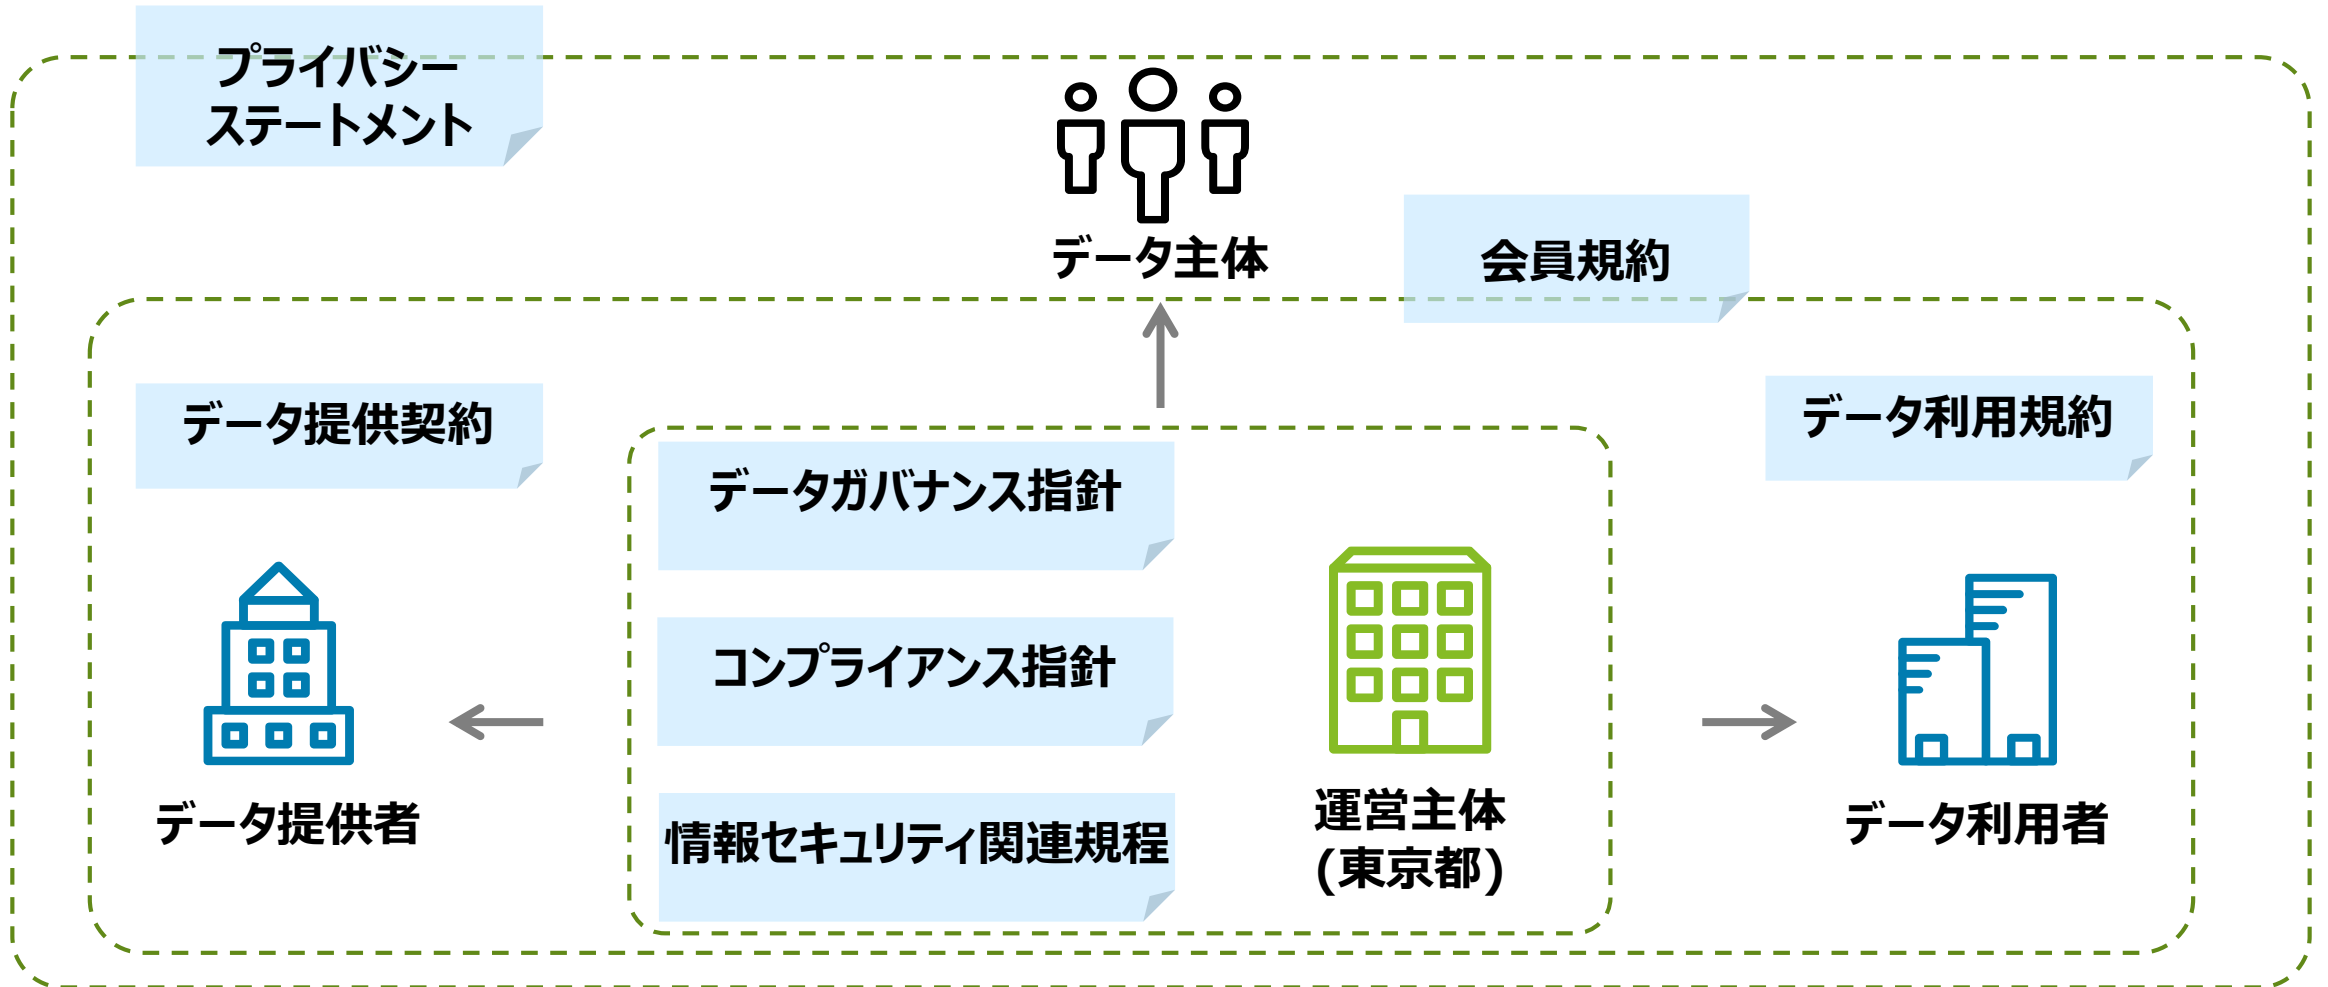 プライバシー
ステートメント
データ主体
会員規約
データ提供契約
データ利用規約
データガバナンス指針
コンプライアンス指針
情報セキュリティ関連規程
運営主体
(東京都)
データ提供者
データ利用者